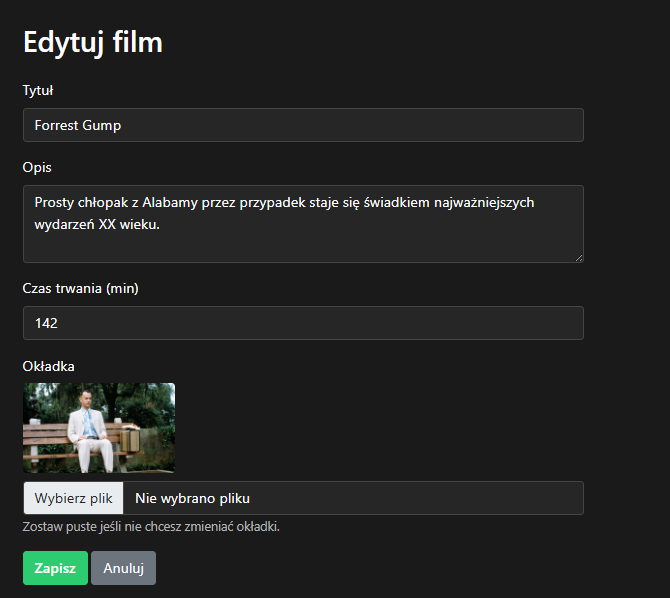 Edytuj film
Tytuł
Forrest Gump
Opis
Prosty chłopak z Alabamy przez przypadek staje się świadkiem najważniejszych
wydarzeń XX wieku.
Czas trwania (min)
142
Okładka
Wybierz plik Nie wybrano pliku
Zostaw puste jeśli nie chcesz zmieniać okładki.
Zapisz Anuluj